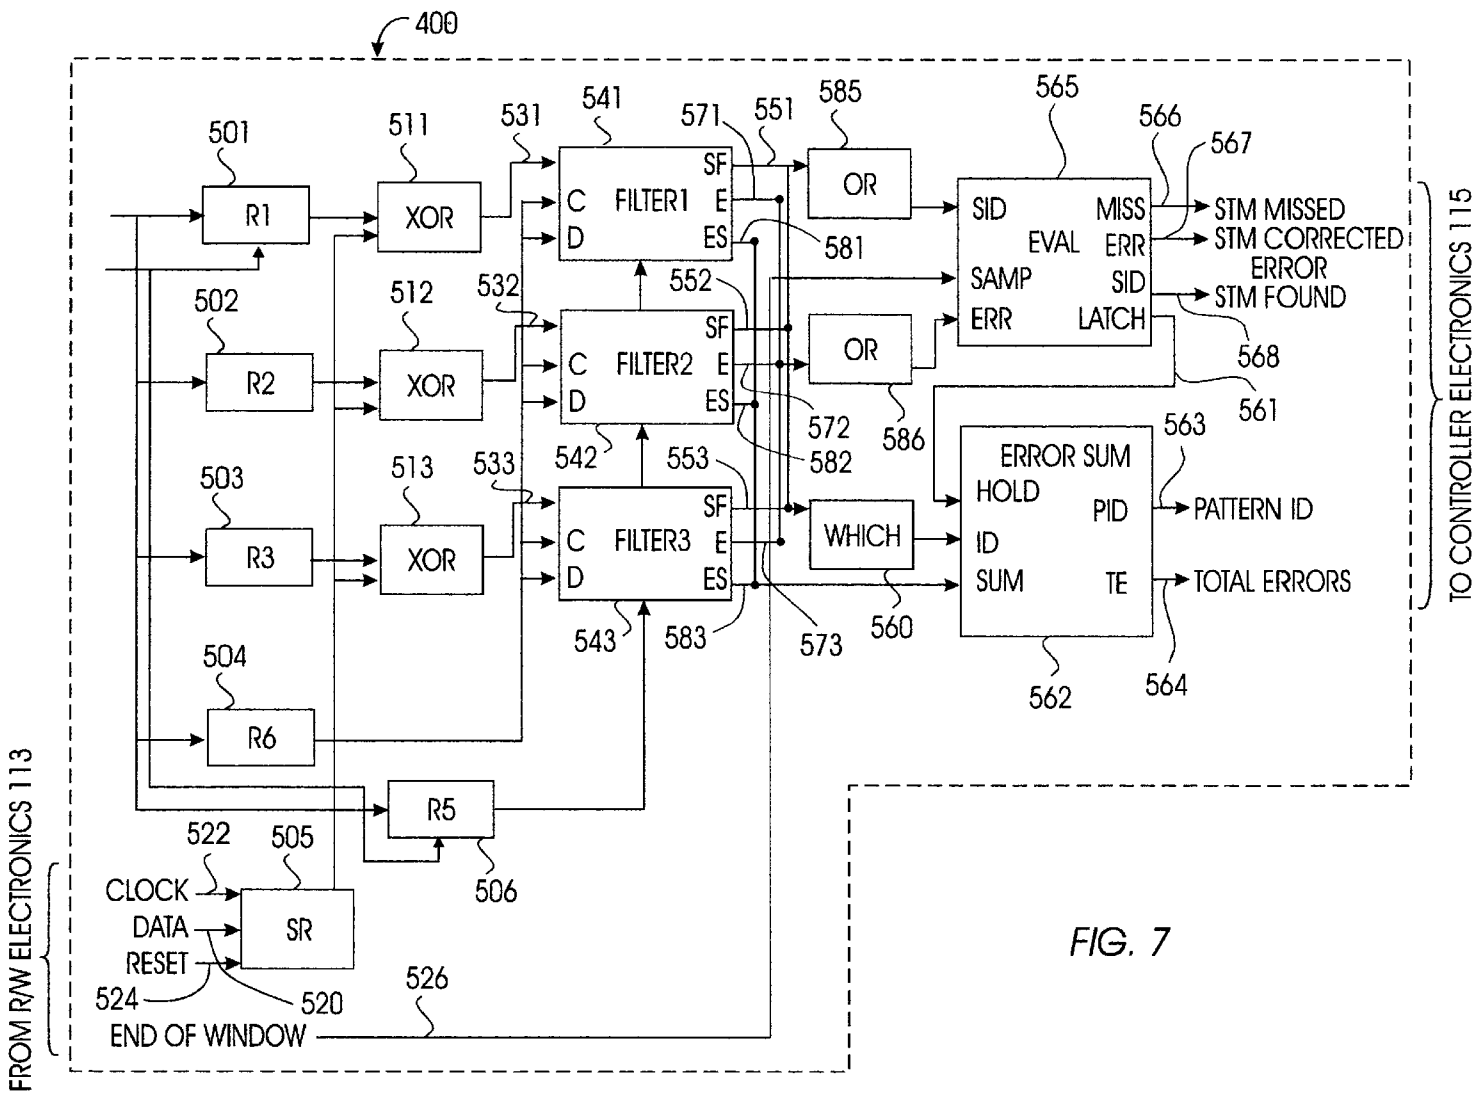 400
501
R1
511
XOR
531
541
FILTER1
C
D
SF
E
ES
571
551
581
585
OR
565
566
567
SID
SAMP
ERR
EVAL
MISS
ERR
SID
LATCH
STM MISSED
STM CORRECTED
ERROR
STM FOUND
568
561
502
R2
512
XOR
532
542
FILTER2
C
D
SF
E
ES
552
572
582
OR
586
503
R3
513
XOR
533
543
FILTER3
C
D
SF
E
ES
553
573
583
WHICH
560
ERROR SUM
HOLD
ID
SUM
PID
TE
562
563
PATTERN ID
564
TOTAL ERRORS
TO CONTROLLER ELECTRONICS 115
504
R6
R5
506
FROM R/W ELECTRONICS 113
522
505
CLOCK
DATA
RESET
SR
524
520
526
END OF WINDOW
FIG. 7